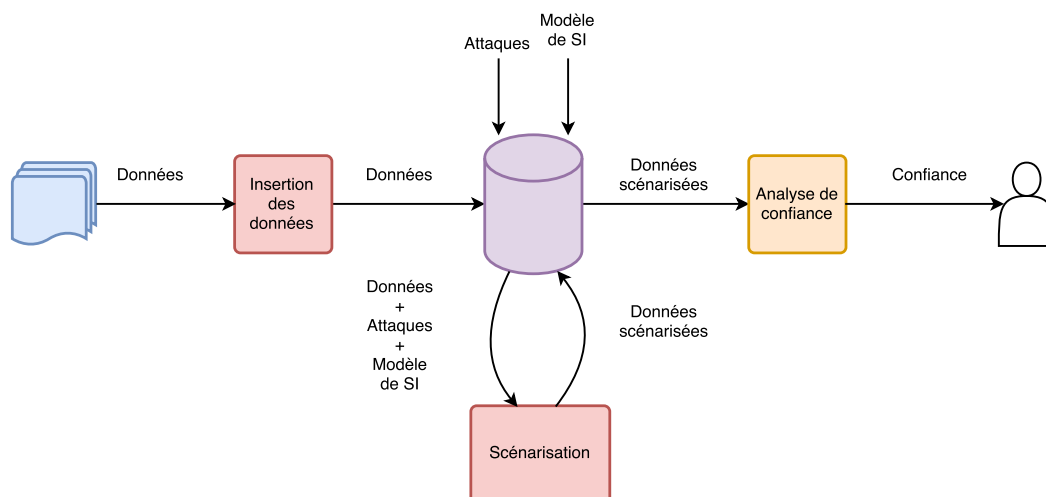 Modèle
de SI
Attaques
Données
Insertion
des
données
Données
Données
scénarisées
Analyse de
confiance
Confiance
Données
+
Attaques
+
Modèle
de SI
Données
scénarisées
Scénarisation